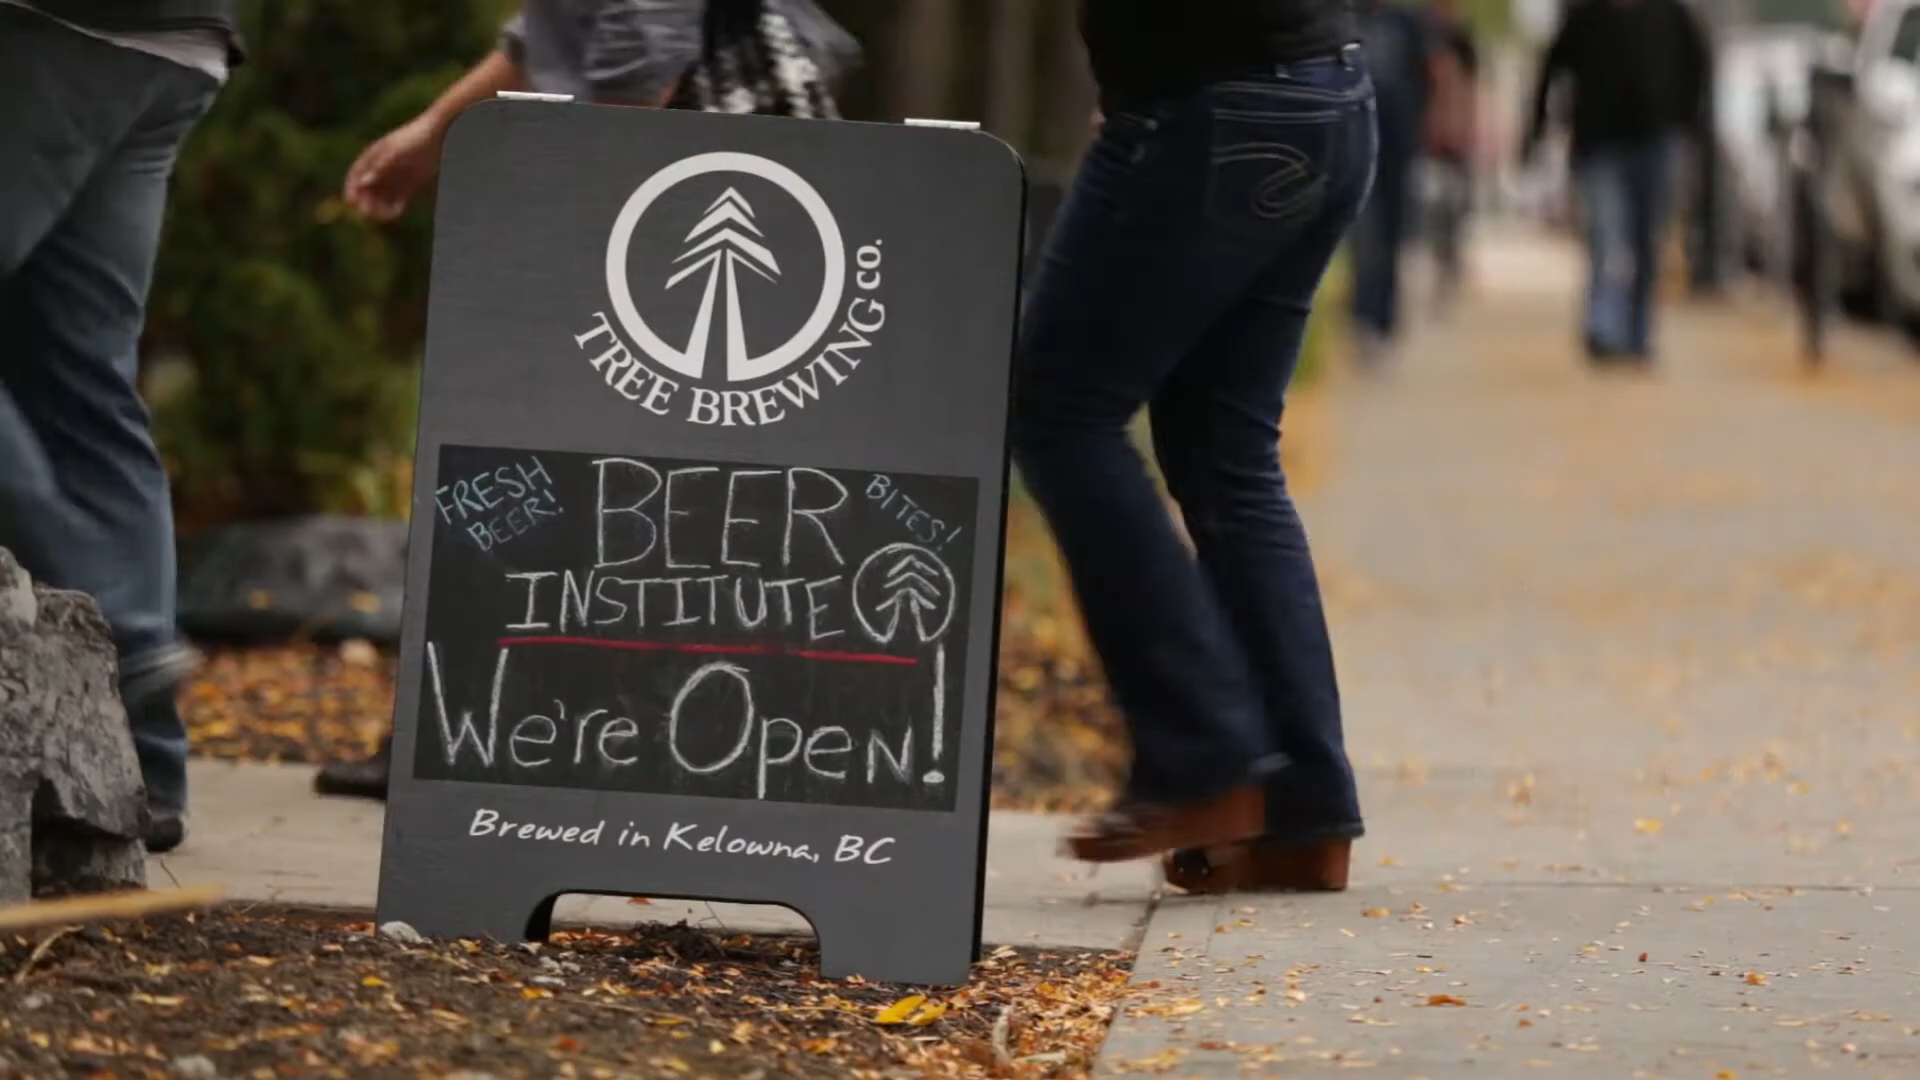 TREE BREWING CO.
FRESH
BEER!
BEER
BITES!
INSTITUTE
We're Open!
Brewed in Kelowna, BC